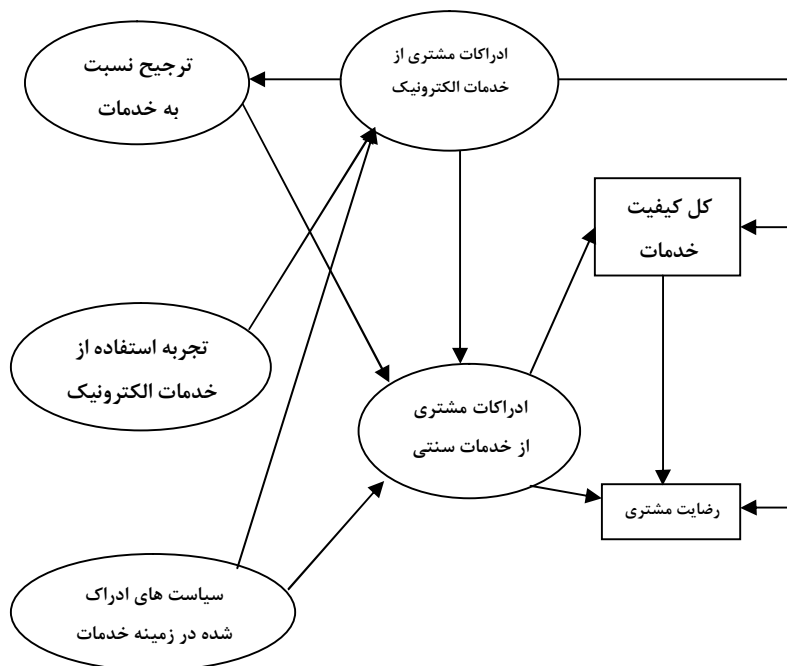 ادراکات مشتری از
خدمات الکترونیک
ترجیح نسبت
به خدمات
کل کیفیت
خدمات
تجربه استفاده از
خدمات الکترونیک
ادراکات مشتری
از خدمات سنتی
رضایت مشتری
سیاست های ادراک
شده در زمینه خدمات